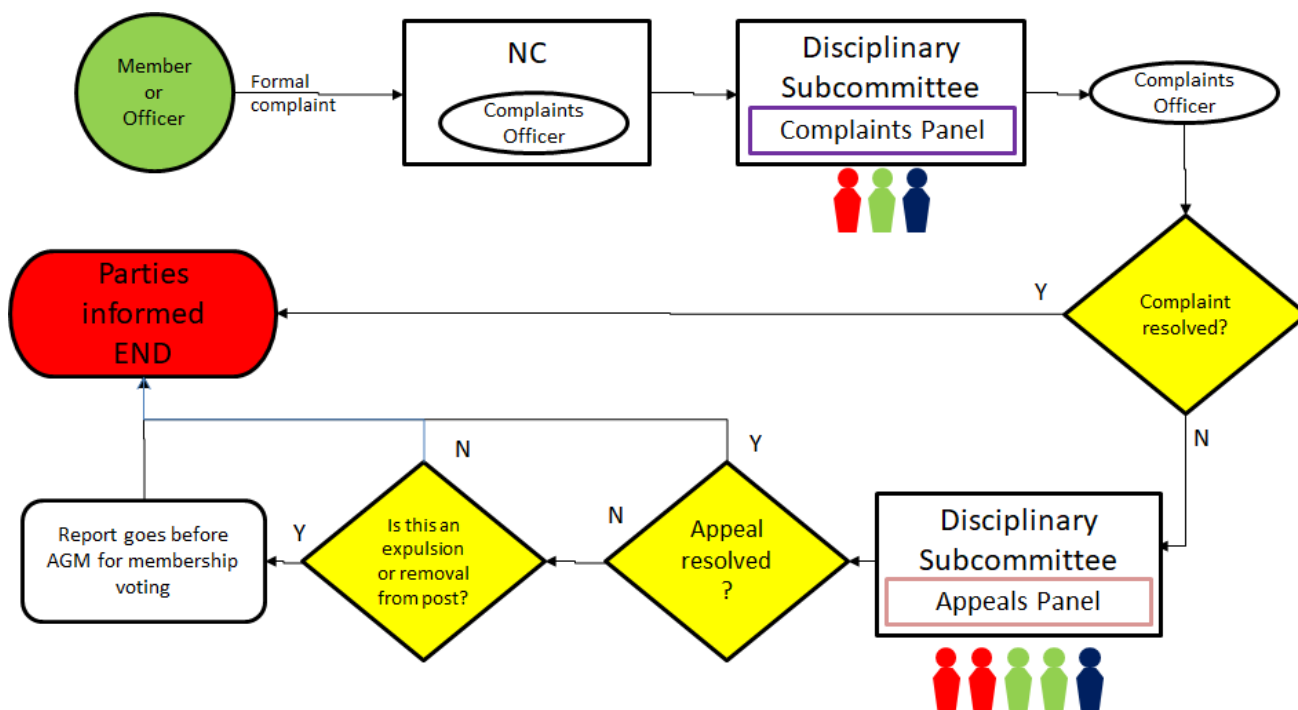 Member
or
Officer
Formal
complaint
NC
Complaints
Officer
Disciplinary
Subcommittee
Complaints Panel
Complaints
Officer
Complaint
resolved?
Y
N
Parties
informed
END
Disciplinary
Subcommittee
Appeals Panel
Appeal
resolved
?
Y
N
Is this an
expulsion
or removal
from post?
N
Y
Report goes before
AGM for membership
voting